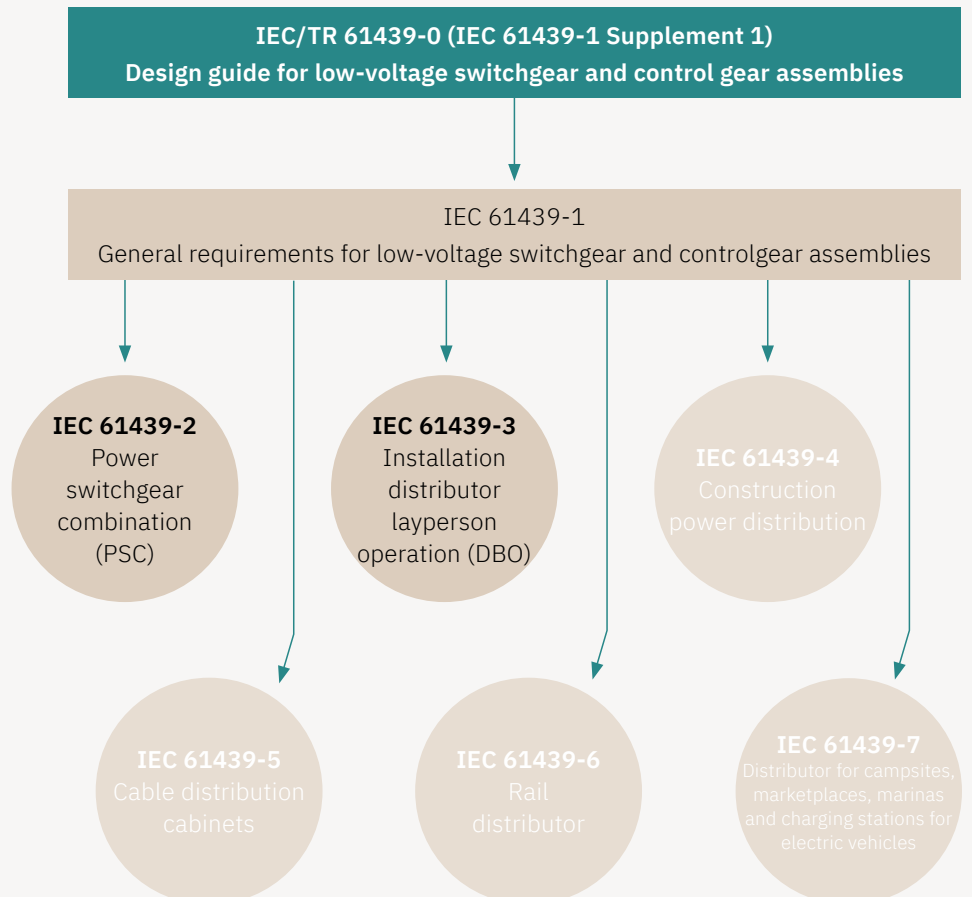 IEC/TR 61439-0 (IEC 61439-1 Supplement 1)
Design guide for low-voltage switchgear and control gear assemblies
IEC 61439-1
General requirements for low-voltage switchgear and controlgear assemblies
IEC 61439-2
Power
switchgear
combination
(PSC)
IEC 61439-3
Installation
distributor
layperson
operation (DBO)
IEC 61439-4
Construction
power distribution
IEC 61439-5
Cable distribution
cabinets
IEC 61439-6
Rail
distributor
IEC 61439-7
Distributor for campsites,
marketplaces, marinas
and charging stations for
electric vehicles